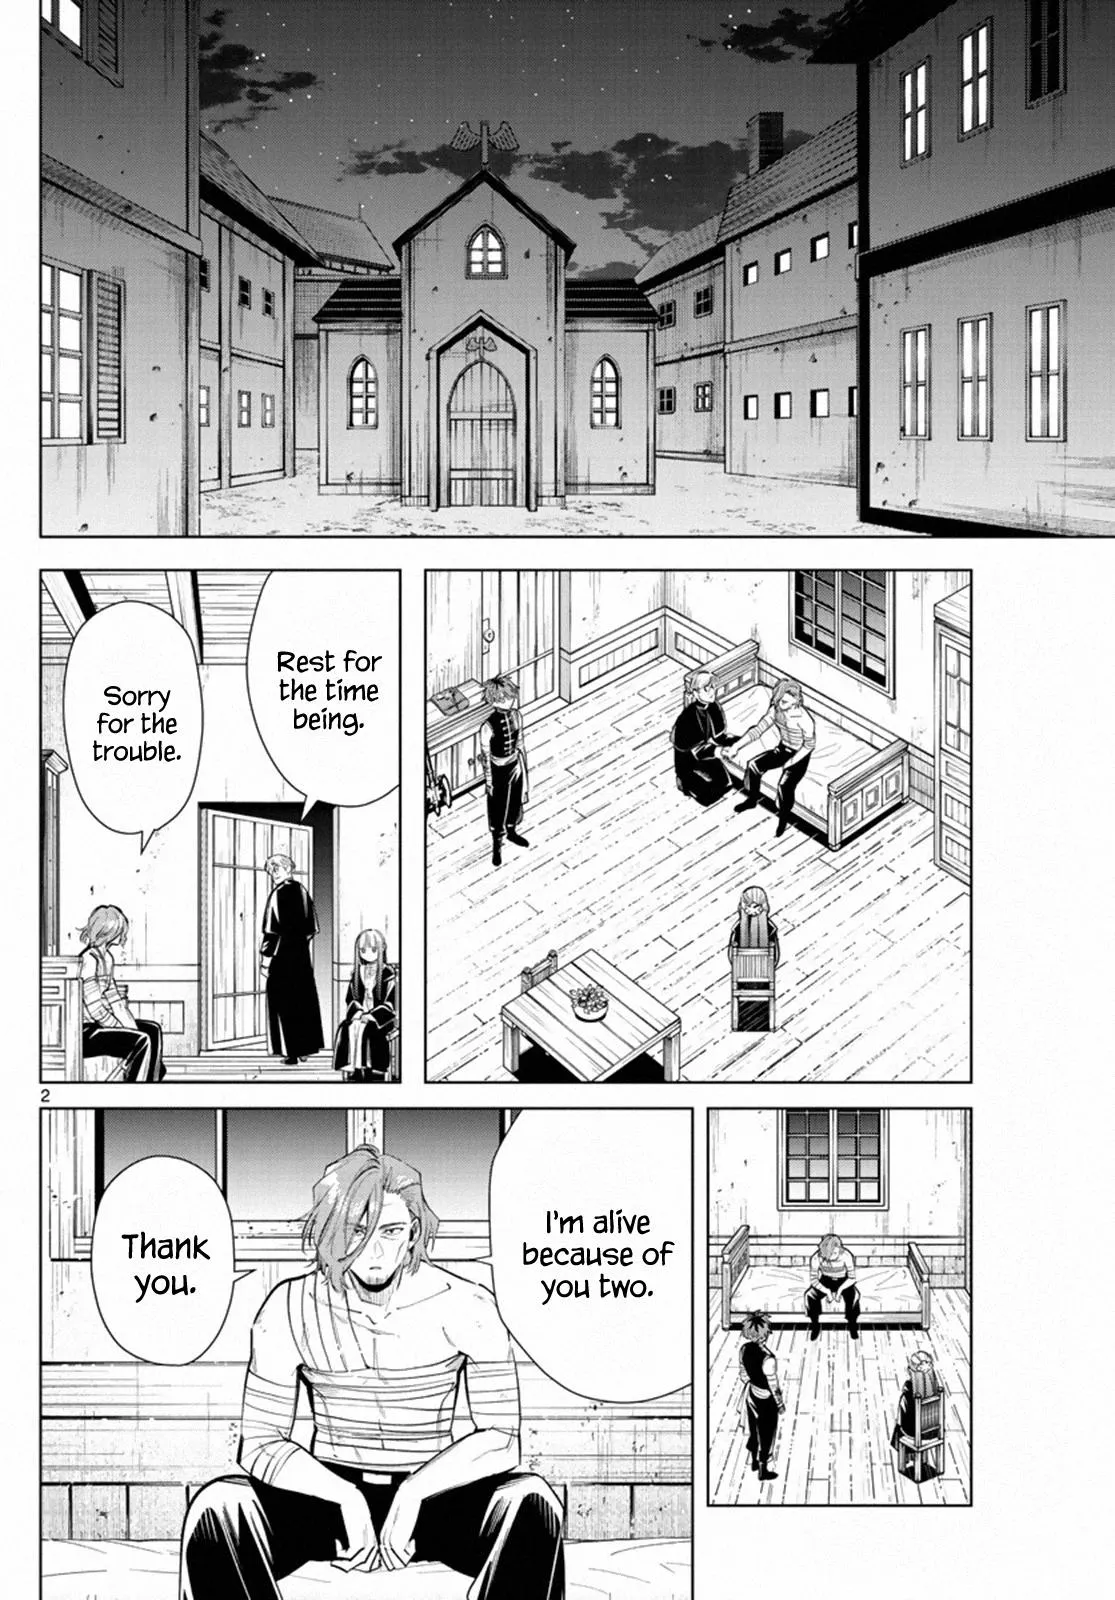 Rest for
the time
being.
Sorry
for the
trouble.
2
I'm alive
because of
you two.
Thank
you.